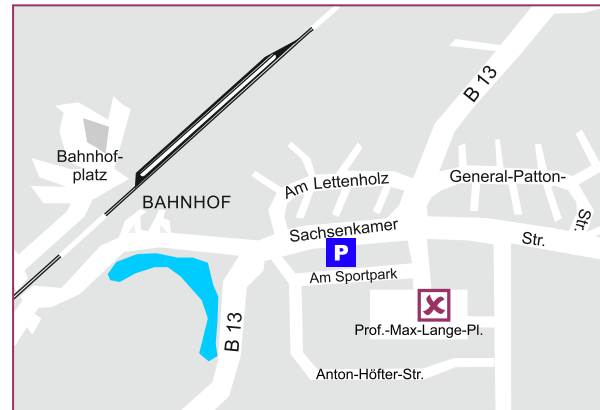 B 13
Bahnhof-
platz
BAHNHOF
Am Lettenholz
General-Patton-
Str.
Sachsenkamer
Str.
P
Am Sportpark
B 13
Prof.-Max-Lange-Pl.
Anton-Höfter-Str.